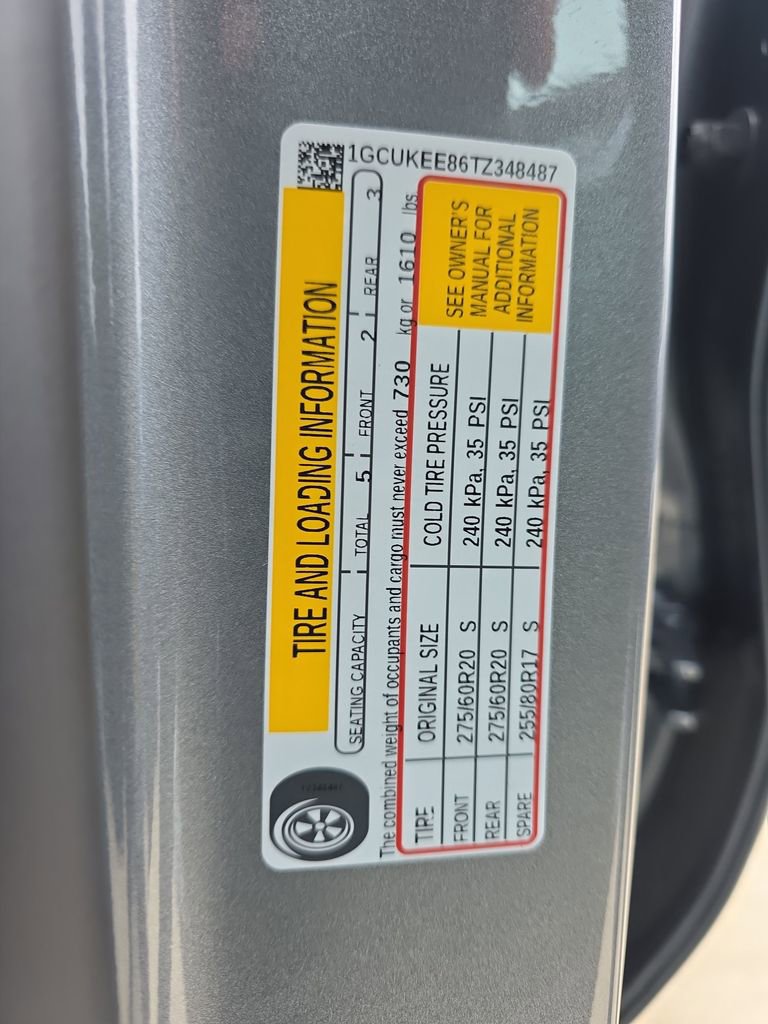 1GCUKEE86TZ348487
TIRE AND LOADING INFORMATION
SEATING CAPACITY TOTAL 5 FRONT 2 REAR 3
The combined weight of occupants and cargo must never exceed 730 kg or 1610 lbs.
TIRE ORIGINAL SIZE COLD TIRE PRESSURE
FRONT 275/60R20 S 240 kPa, 35 PSI
REAR 275/60R20 S 240 kPa, 35 PSI
SPARE 255/80R17 S 240 kPa, 35 PSI
SEE OWNER'S
MANUAL FOR
ADDITIONAL
INFORMATION
TZ348487